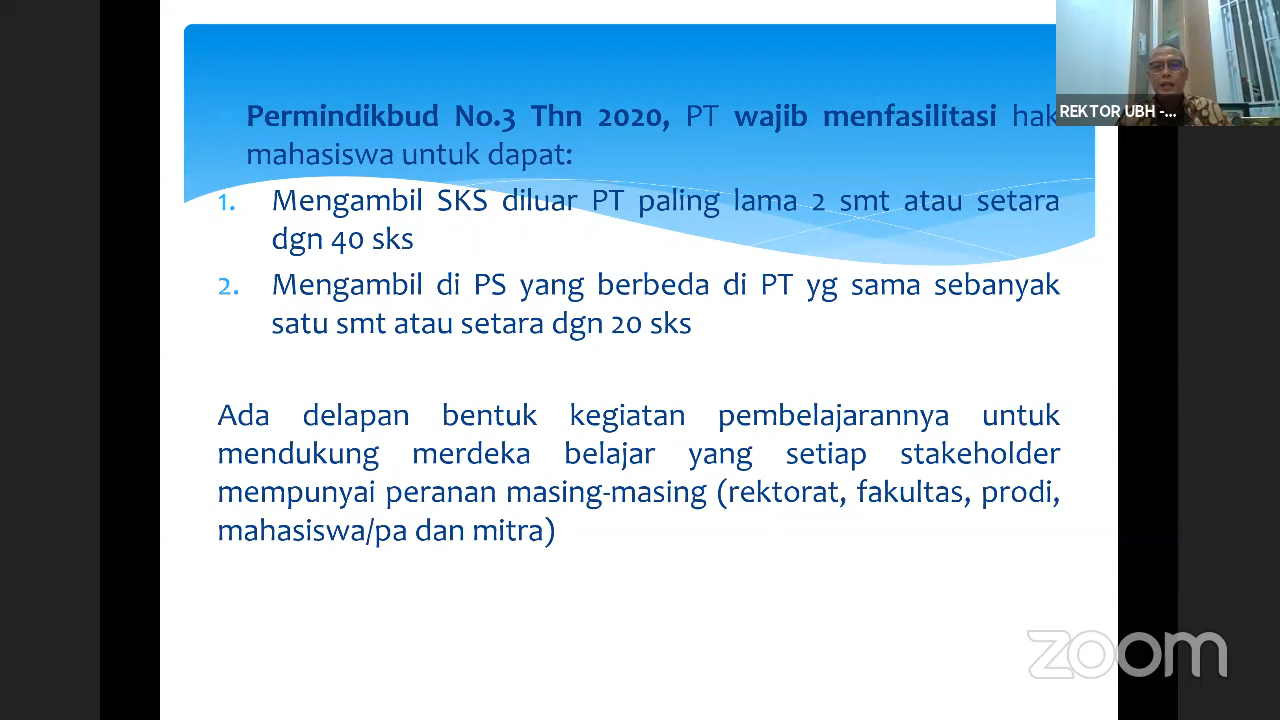 Permindikbud No.3 Thn 2020, PT wajib menfasilitasi hak
mahasiswa untuk dapat:
1. Mengambil SKS diluar PT paling lama 2 smt atau setara
dgn 40 sks
2. Mengambil di PS yang berbeda di PT yg sama sebanyak
satu smt atau setara dgn 20 sks
Ada delapan bentuk kegiatan pembelajarannya untuk
mendukung merdeka belajar yang setiap stakeholder
mempunyai peranan masing-masing (rektorat, fakultas, prodi,
mahasiswa/pa dan mitra)
REKTOR UBH -...
zoom